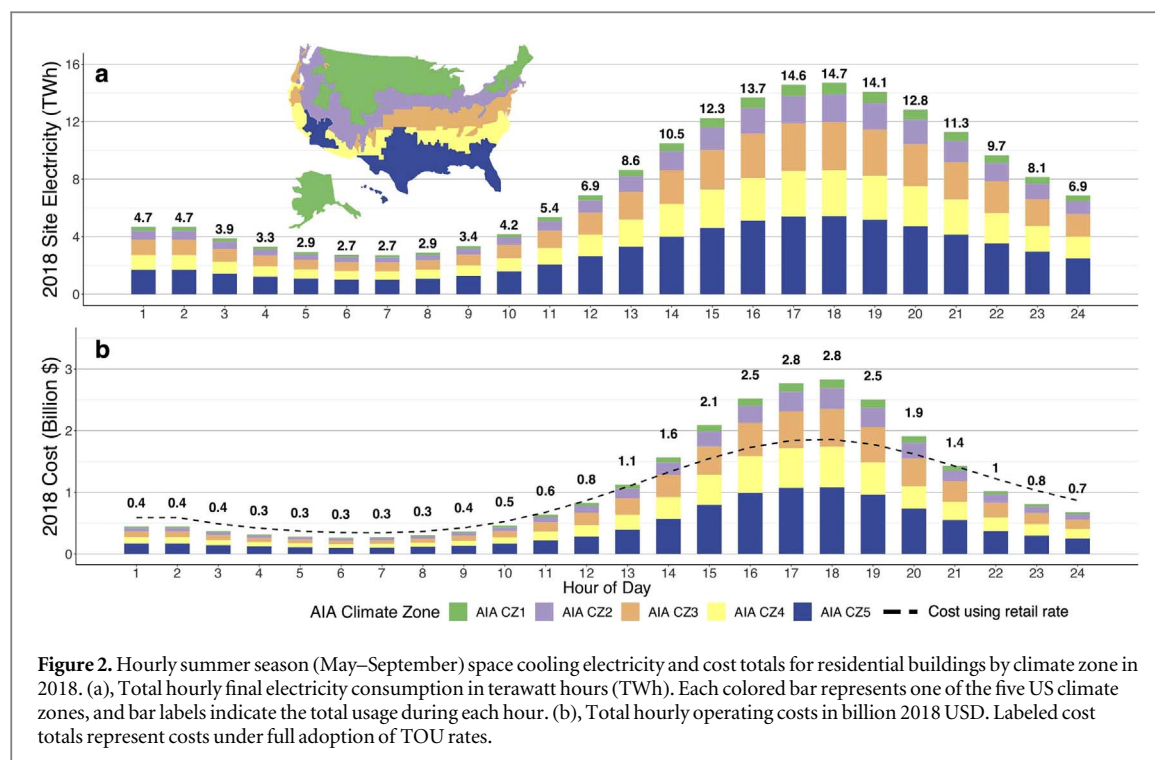 a
2018 Site Electricity (TWh)
16
12
8
4
0
4.7 4.7 3.9 3.3 2.9 2.7 2.7 2.9 3.4 4.2 5.4 6.9 8.6 10.5 12.3 13.7 14.6 14.7 14.1 12.8 11.3 9.7 8.1 6.9
1 2 3 4 5 6 7 8 9 10 11 12 13 14 15 16 17 18 19 20 21 22 23 24
b
2018 Cost (Billion $)
3
2
1
0
0.4 0.4 0.4 0.3 0.3 0.3 0.3 0.3 0.4 0.5 0.6 0.8 1.1 1.6 2.1 2.5 2.8 2.8 2.5 1.9 1.4 1 0.8 0.7
1 2 3 4 5 6 7 8 9 10 11 12 13 14 15 16 17 18 19 20 21 22 23 24
Hour of Day
AIA Climate Zone AIA CZ1 AIA CZ2 AIA CZ3 AIA CZ4 AIA CZ5 Cost using retail rate
Figure 2. Hourly summer season (May–September) space cooling electricity and cost totals for residential buildings by climate zone in
2018. (a), Total hourly final electricity consumption in terawatt hours (TWh). Each colored bar represents one of the five US climate
zones, and bar labels indicate the total usage during each hour. (b), Total hourly operating costs in billion 2018 USD. Labeled cost
totals represent costs under full adoption of TOU rates.